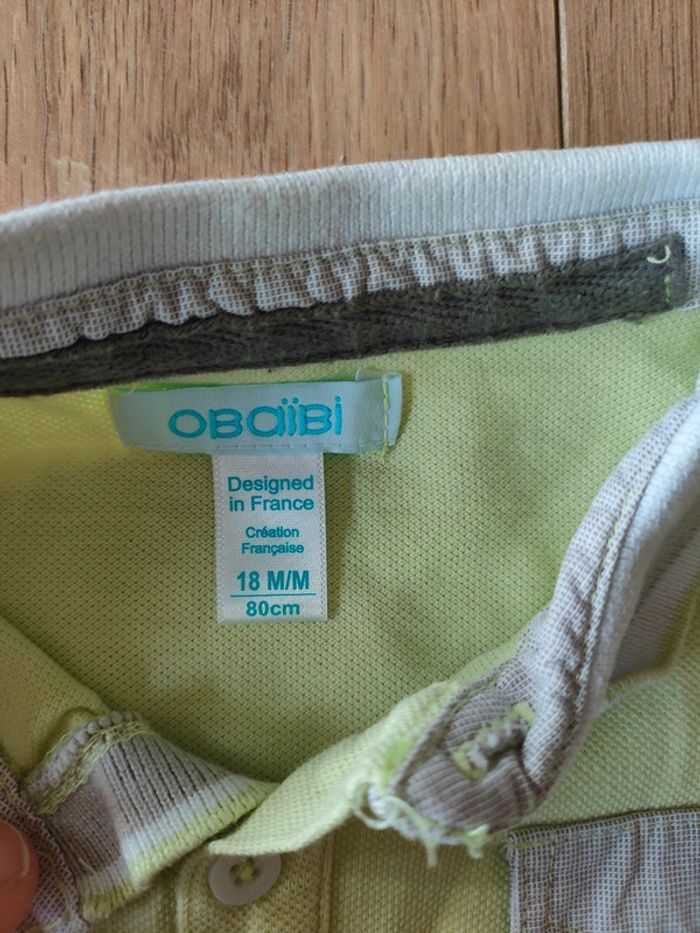 OBaïBi
Designed
in France
Création
Française
18 M/M
80cm